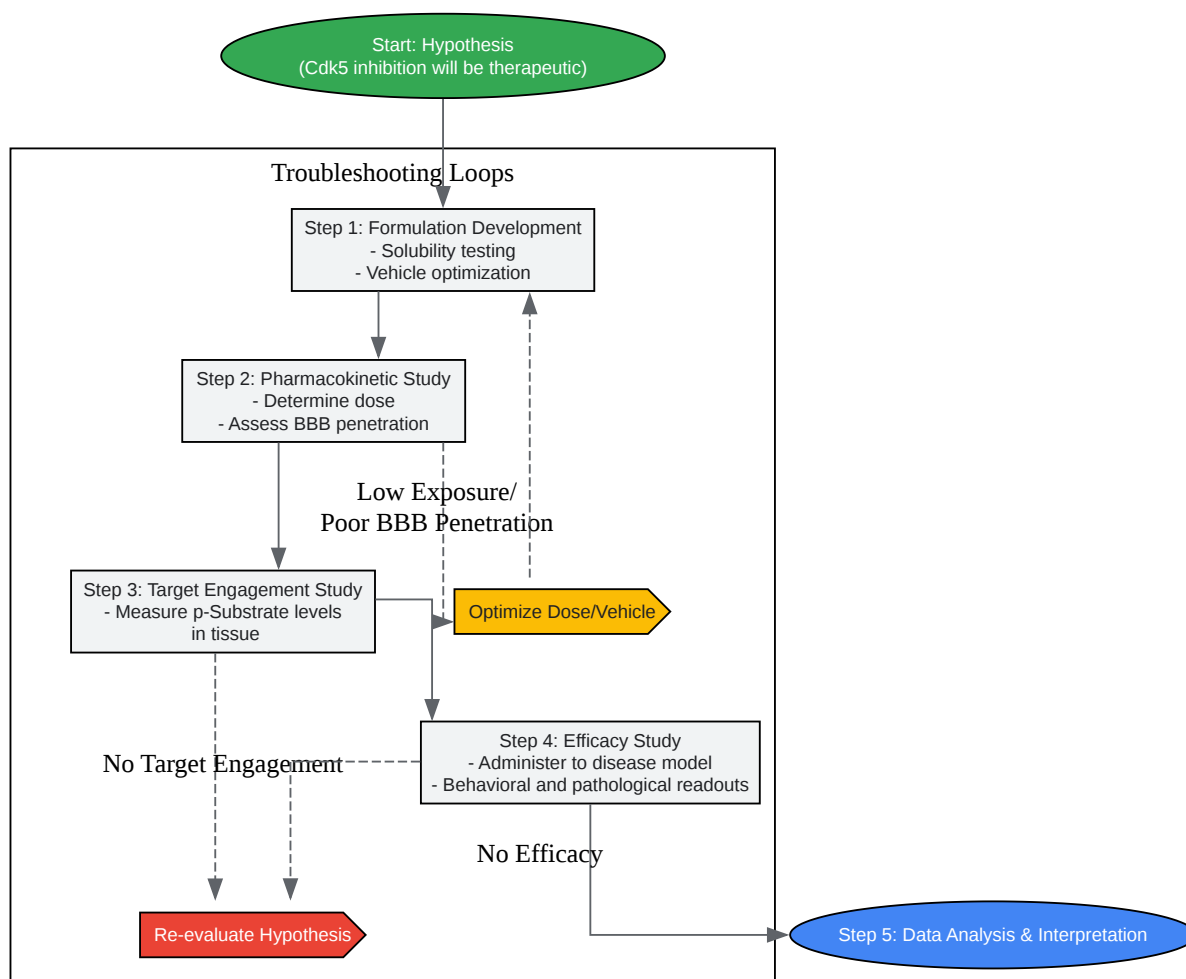 Start: Hypothesis
(Cdk5 inhibition will be therapeutic)
Troubleshooting Loops
Step 1: Formulation Development
- Solubility testing
- Vehicle optimization
Step 2: Pharmacokinetic Study
- Determine dose
- Assess BBB penetration
Low Exposure/
Poor BBB Penetration
Step 3: Target Engagement Study
- Measure p-Substrate levels
in tissue
Optimize Dose/Vehicle
Step 4: Efficacy Study
- Administer to disease model
- Behavioral and pathological readouts
No Target Engagement
No Efficacy
Re-evaluate Hypothesis
Step 5: Data Analysis & Interpretation